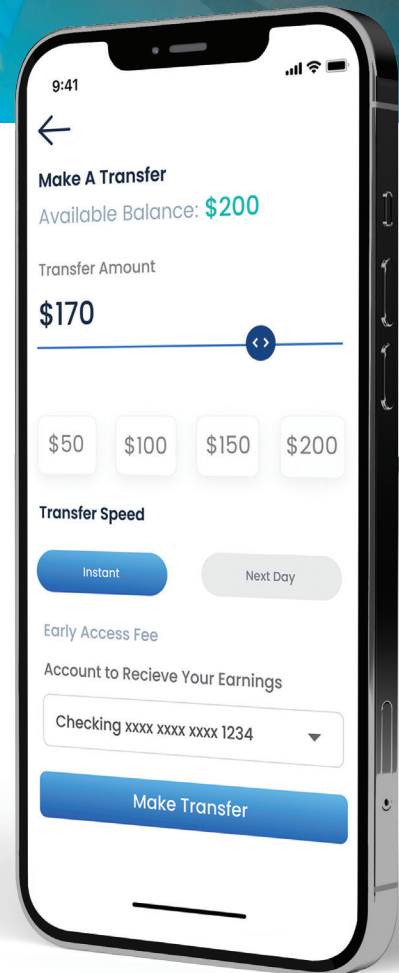 9:41
Make A Transfer
Available Balance: $200
Transfer Amount
$170
$50 $100 $150 $200
Transfer Speed
Instant Next Day
Early Access Fee
Account to Recieve Your Earnings
Checking xxxx xxxx xxxx 1234
Make Transfer